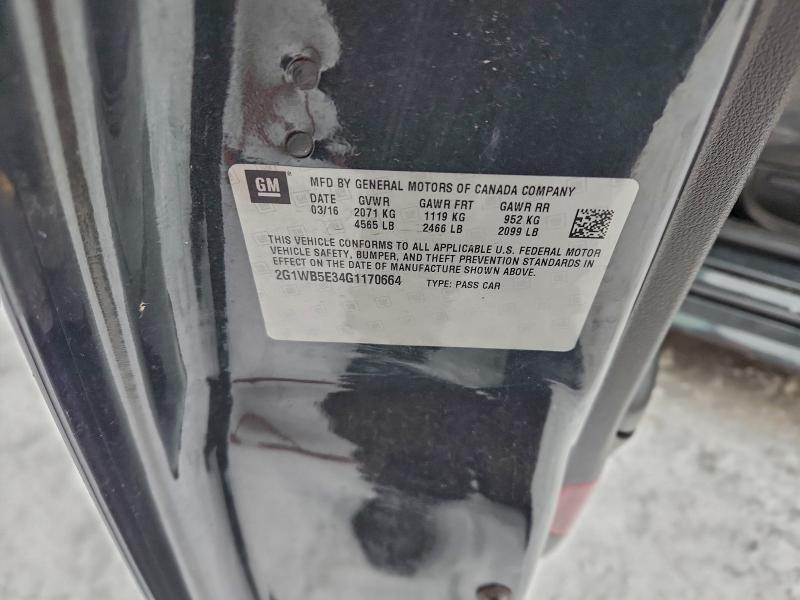 GM
MFD BY GENERAL MOTORS OF CANADA COMPANY
DATE GVWR GAWR FRT GAWR RR
03/16 2071 KG 1119 KG 952 KG
4565 LB 2466 LB 2099 LB
THIS VEHICLE CONFORMS TO ALL APPLICABLE U.S. FEDERAL MOTOR
VEHICLE SAFETY, BUMPER, AND THEFT PREVENTION STANDARDS IN
EFFECT ON THE DATE OF MANUFACTURE SHOWN ABOVE.
2G1WB5E34G1170664 TYPE: PASS CAR